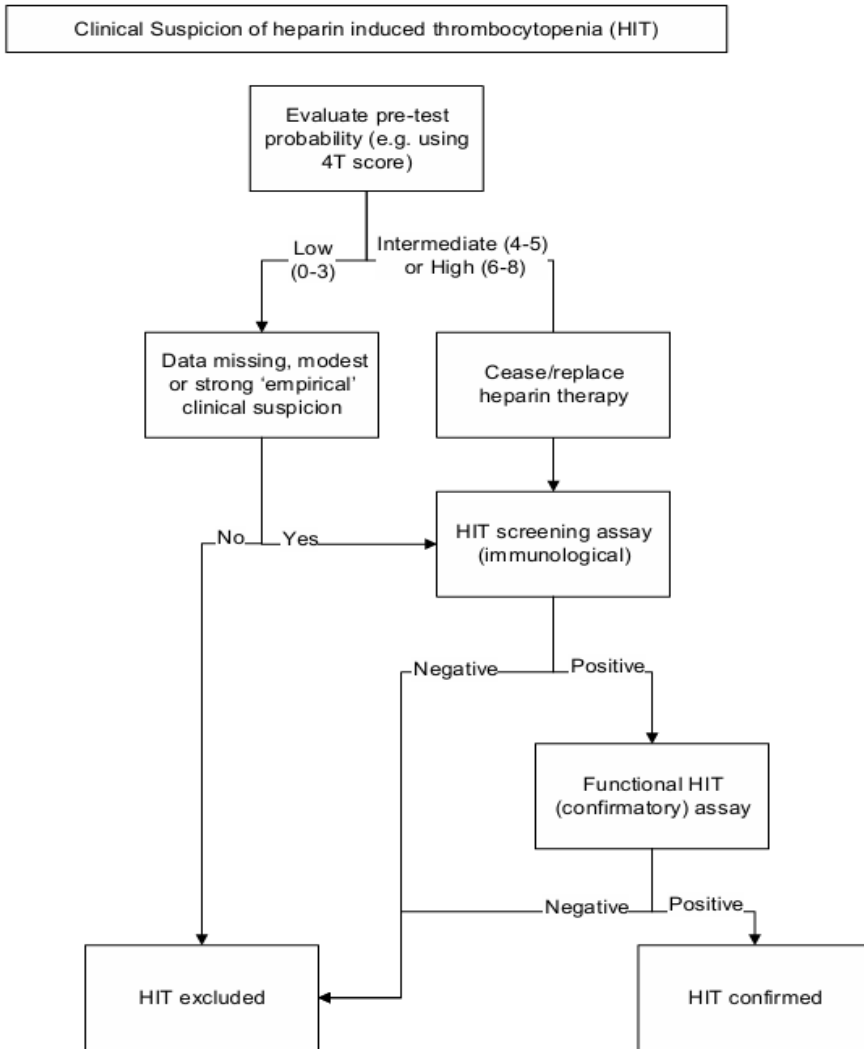 Clinical Suspicion of heparin induced thrombocytopenia (HIT)
Evaluate pre-test
probability (e.g. using
4T score)
Low
(0-3)
Intermediate (4-5)
or High (6-8)
Data missing, modest
or strong ‘empirical’
clinical suspicion
Cease/replace
heparin therapy
No
Yes
HIT screening assay
(immunological)
Negative
Positive
Functional HIT
(confirmatory) assay
Negative
Positive
HIT excluded
HIT confirmed